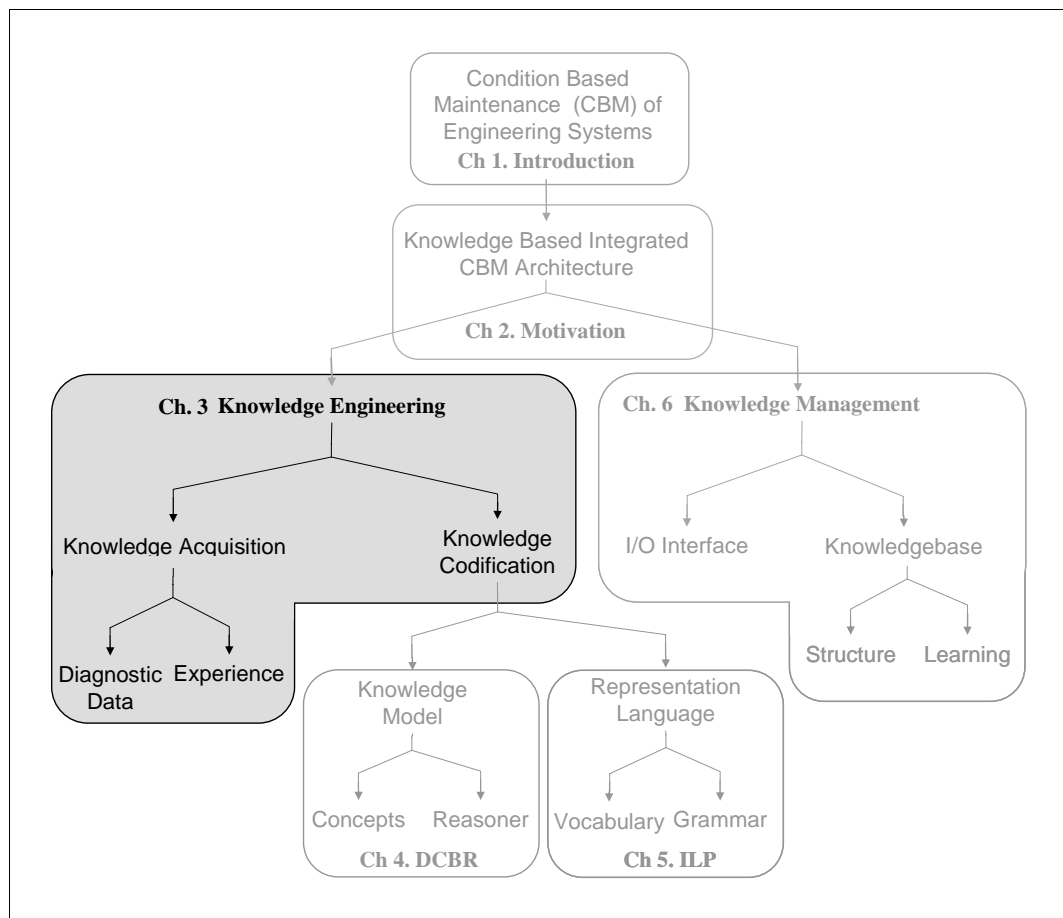 Condition Based
Maintenance (CBM) of
Engineering Systems
Ch 1. Introduction
Knowledge Based Integrated
CBM Architecture
Ch 2. Motivation
Ch. 3 Knowledge Engineering
Knowledge Acquisition
Knowledge
Codification
Diagnostic
Data
Experience
Ch. 6 Knowledge Management
I/O Interface
Knowledgebase
Structure
Learning
Knowledge
Model
Concepts
Reasoner
Ch 4. DCBR
Representation
Language
Vocabulary
Grammar
Ch 5. ILP